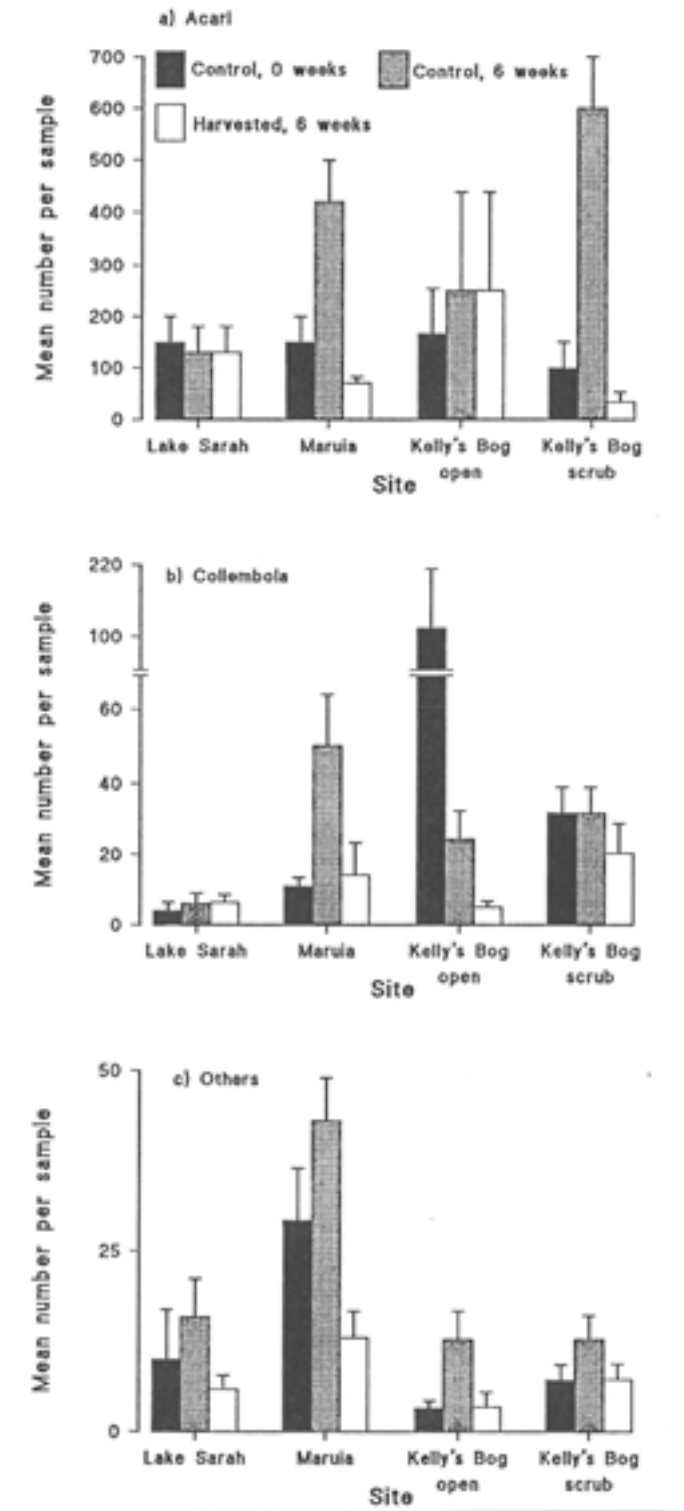 a) Acari
700
Control, 0 weeks
Control, 6 weeks
600
Harvested, 6 weeks
500
400
300
200
100
0
Mean number per sample
Lake Sarah
Maruia
Kelly's Bog
open
Kelly's Bog
scrub
Site
b) Collembola
220
100
60
40
20
0
Mean number per sample
Lake Sarah
Maruia
Kelly's Bog
open
Kelly's Bog
scrub
Site
c) Others
50
25
0
Mean number per sample
Lake Sarah
Maruia
Kelly's Bog
open
Kelly's Bog
scrub
Site